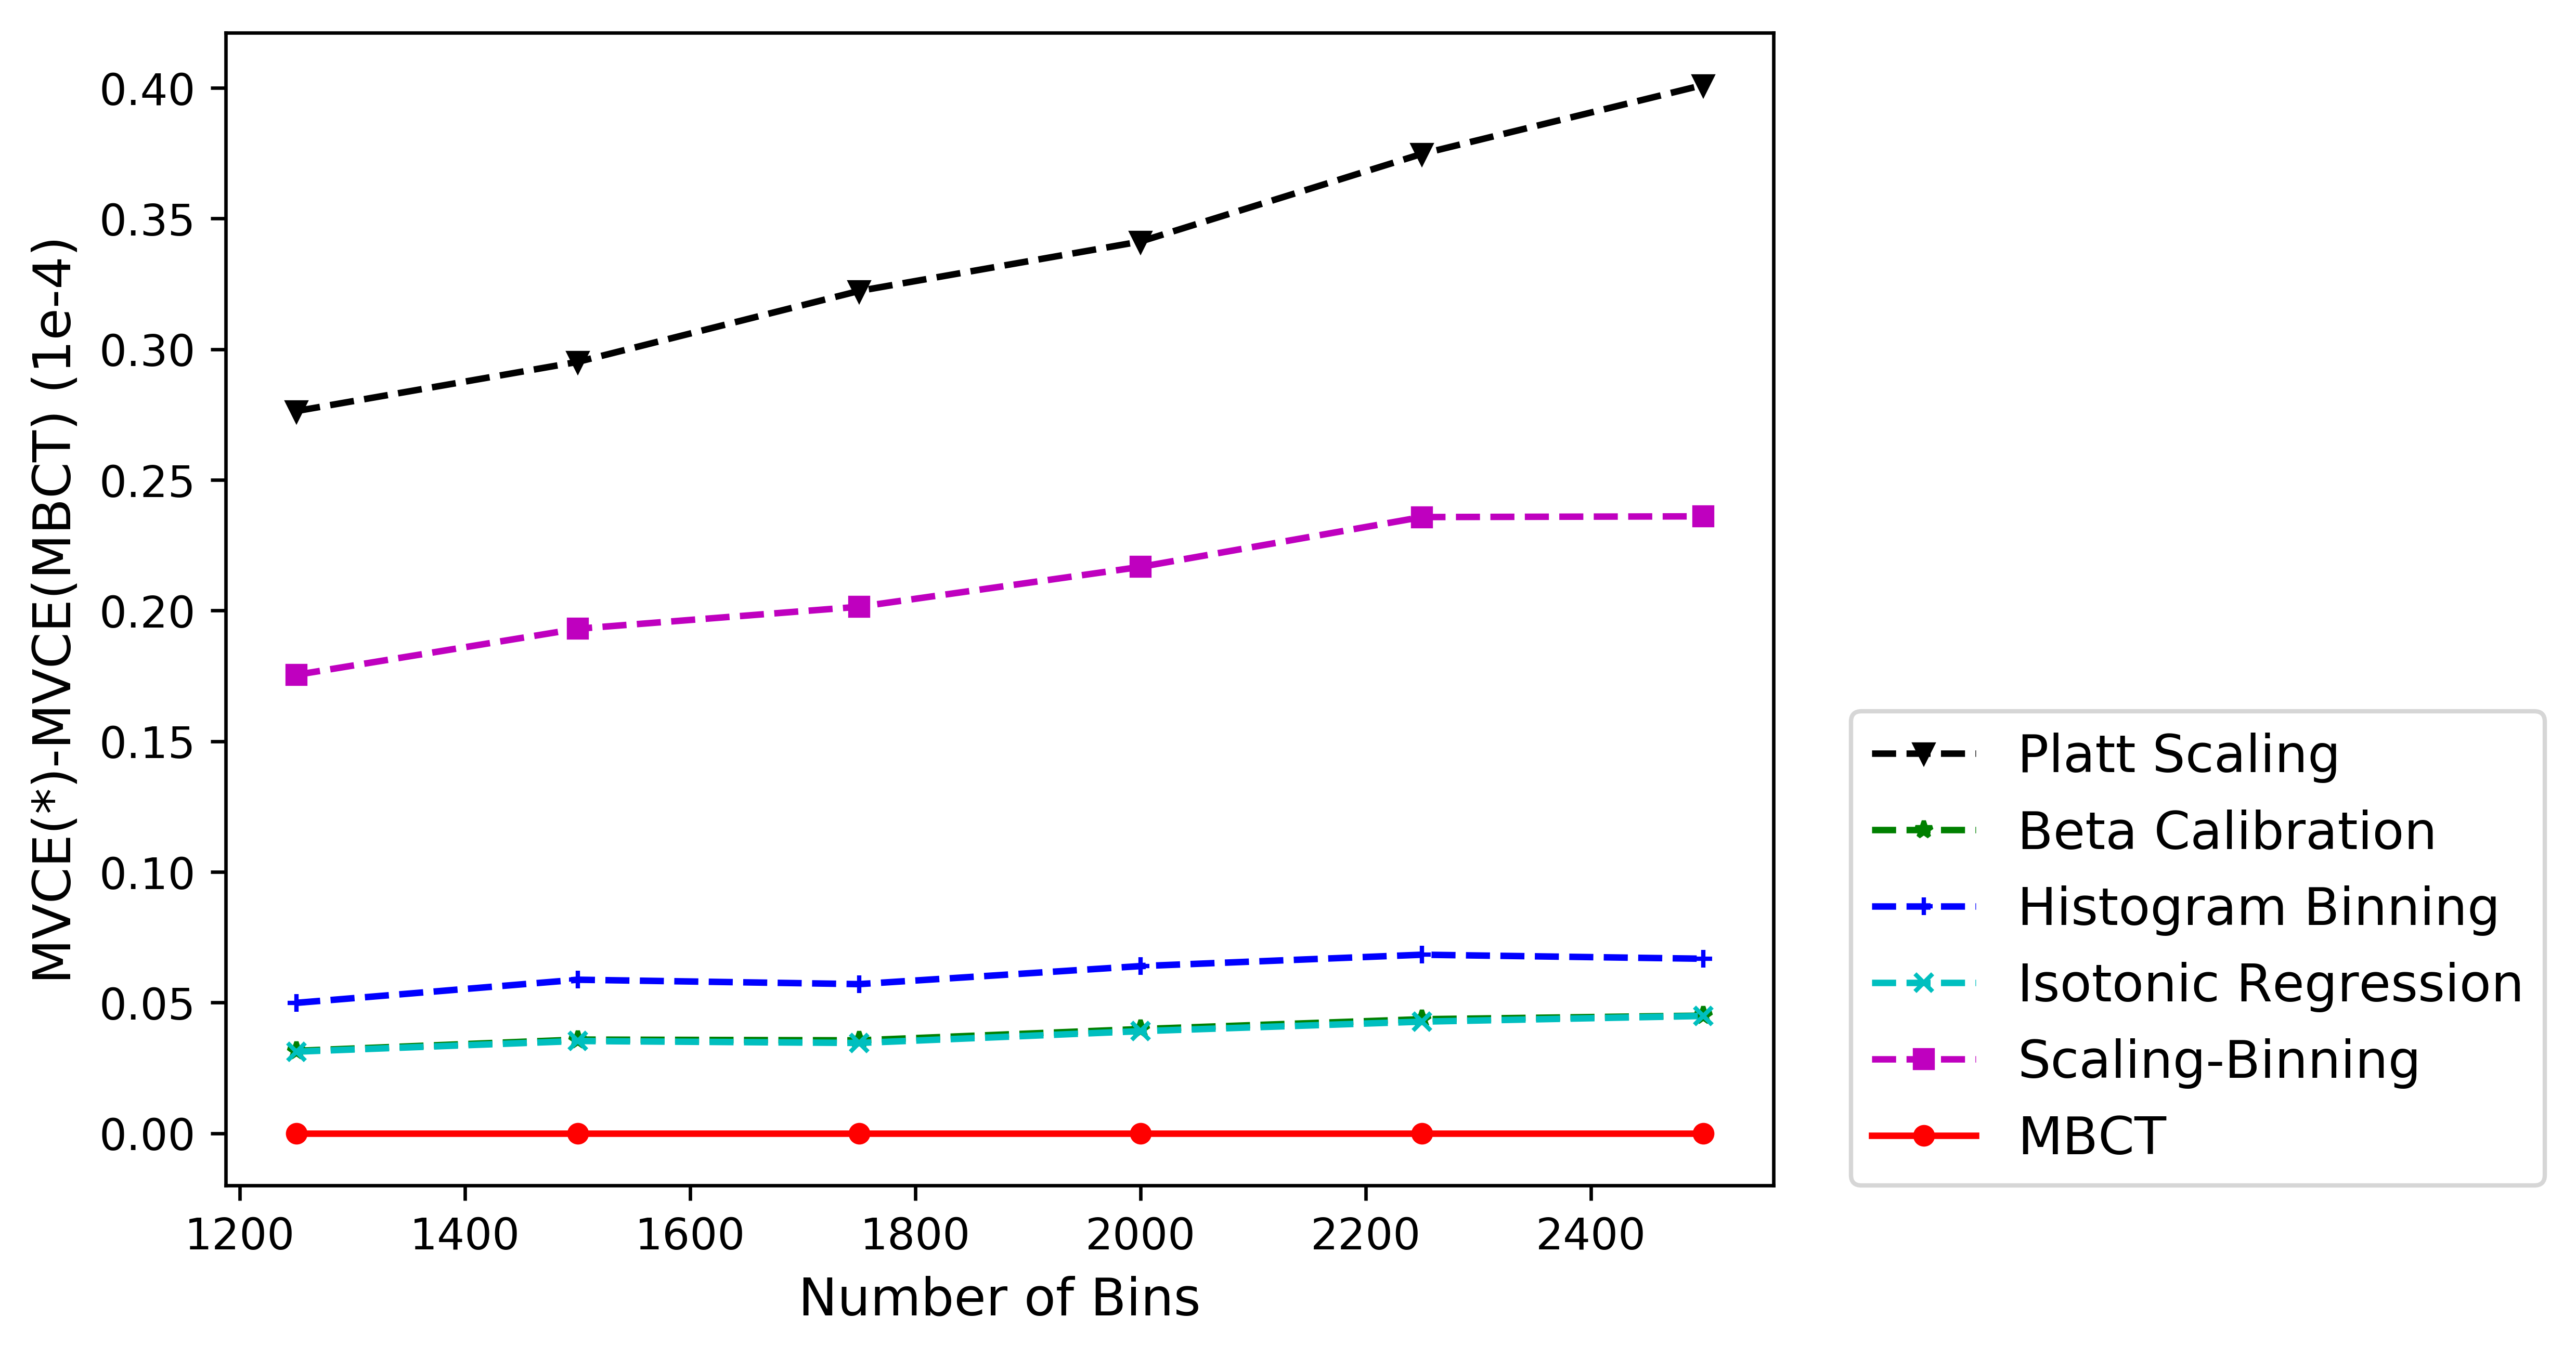 0.40
0.35
0.30
0.25
0.20
0.15
0.10
0.05
0.00
MVCE(*)-MVCE(MBCT) (1e-4)
1200 1400 1600 1800 2000 2200 2400
Number of Bins
Platt Scaling
Beta Calibration
Histogram Binning
Isotonic Regression
Scaling-Binning
MBCT